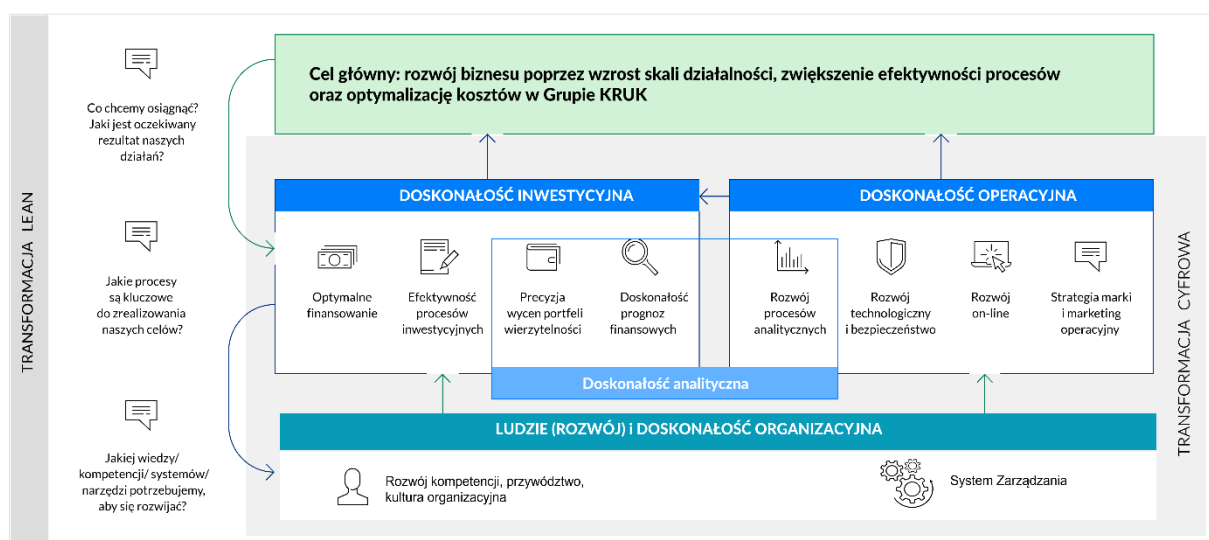 TRANSFORMACJA LEAN
Co chcemy osiągnąć?
Jaki jest oczekiwany
rezultat naszych
działań?
Jakie procesy
są kluczowe
do zrealizowania
naszych celów?
Jakiej wiedzy/
kompetencji/ systemów/
narzędzi potrzebujemy,
aby się rozwijać?
Cel główny: rozwój biznesu poprzez wzrost skali działalności, zwiększenie efektywności procesów
oraz optymalizację kosztów w Grupie KRUK
DOSKONAŁOŚĆ INWESTYCYJNA
Optymalne
finansowanie
Efektywność
procesów
inwestycyjnych
Precyzja
wycen portfeli
wierzytelności
Doskonałość
prognoz
finansowych
DOSKONAŁOŚĆ OPERACYJNA
Rozwój
procesów
analitycznych
Rozwój
technologiczny
i bezpieczeństwo
Rozwój
on-line
Strategia marki
i marketing
operacyjny
Doskonałość analityczna
LUDZIE (ROZWÓJ) i DOSKONAŁOŚĆ ORGANIZACYJNA
Rozwój kompetencji, przywództwo,
kultura organizacyjna
System Zarządzania
TRANSFORMACJA CYFROWA